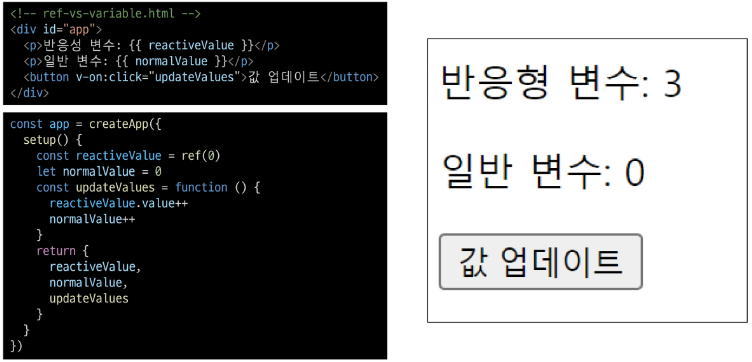 <!-- ref-vs-variable.html -->
<div id="app">
  <p>반응성 변수: {{ reactiveValue }}</p>
  <p>일반 변수: {{ normalValue }}</p>
  <button v-on:click="updateValues">값 업데이트</button>
</div>
const app = createApp({
  setup() {
    const reactiveValue = ref(0)
    let normalValue = 0
    const updateValues = function () {
      reactiveValue.value++
      normalValue++
    }
    return {
      reactiveValue,
      normalValue,
      updateValues
    }
  }
})
반응형 변수: 3
일반 변수: 0
값 업데이트